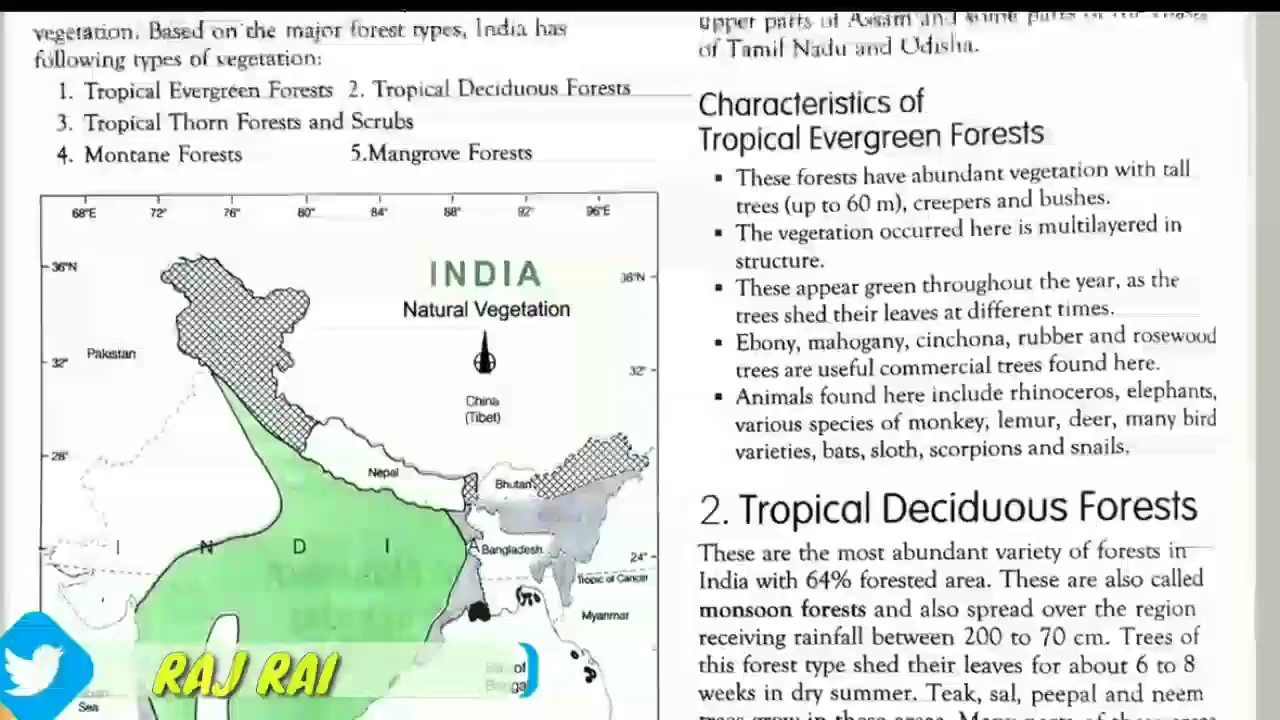 vegetation. Based on the major forest types, India has
following types of vegetation:
1. Tropical Evergreen Forests 2. Tropical Deciduous Forests
3. Tropical Thorn Forests and Scrubs
4. Montane Forests 5.Mangrove Forests
68°E 72° 76° 80° 84° 88° 92° 96°E
36°N
INDIA
36°N
Natural Vegetation
Pakistan
32°
32°
China
(Tibet)
28°
Nepal
Bhutan
I N D I A
Bangladesh
24°
Tropic of Cancer
Myanmar
of
Sea
RAJ RAI
upper parts of Assam and some parts of the
of Tamil Nadu and Odisha.
Characteristics of
Tropical Evergreen Forests
▪ These forests have abundant vegetation with tall
trees (up to 60 m), creepers and bushes.
▪ The vegetation occurred here is multilayered in
structure.
▪ These appear green throughout the year, as the
trees shed their leaves at different times.
▪ Ebony, mahogany, cinchona, rubber and rosewood
trees are useful commercial trees found here.
▪ Animals found here include rhinoceros, elephants,
various species of monkey, lemur, deer, many bird
varieties, bats, sloth, scorpions and snails.
2. Tropical Deciduous Forests
These are the most abundant variety of forests in
India with 64% forested area. These are also called
monsoon forests and also spread over the region
receiving rainfall between 200 to 70 cm. Trees of
this forest type shed their leaves for about 6 to 8
weeks in dry summer. Teak, sal, peepal and neem